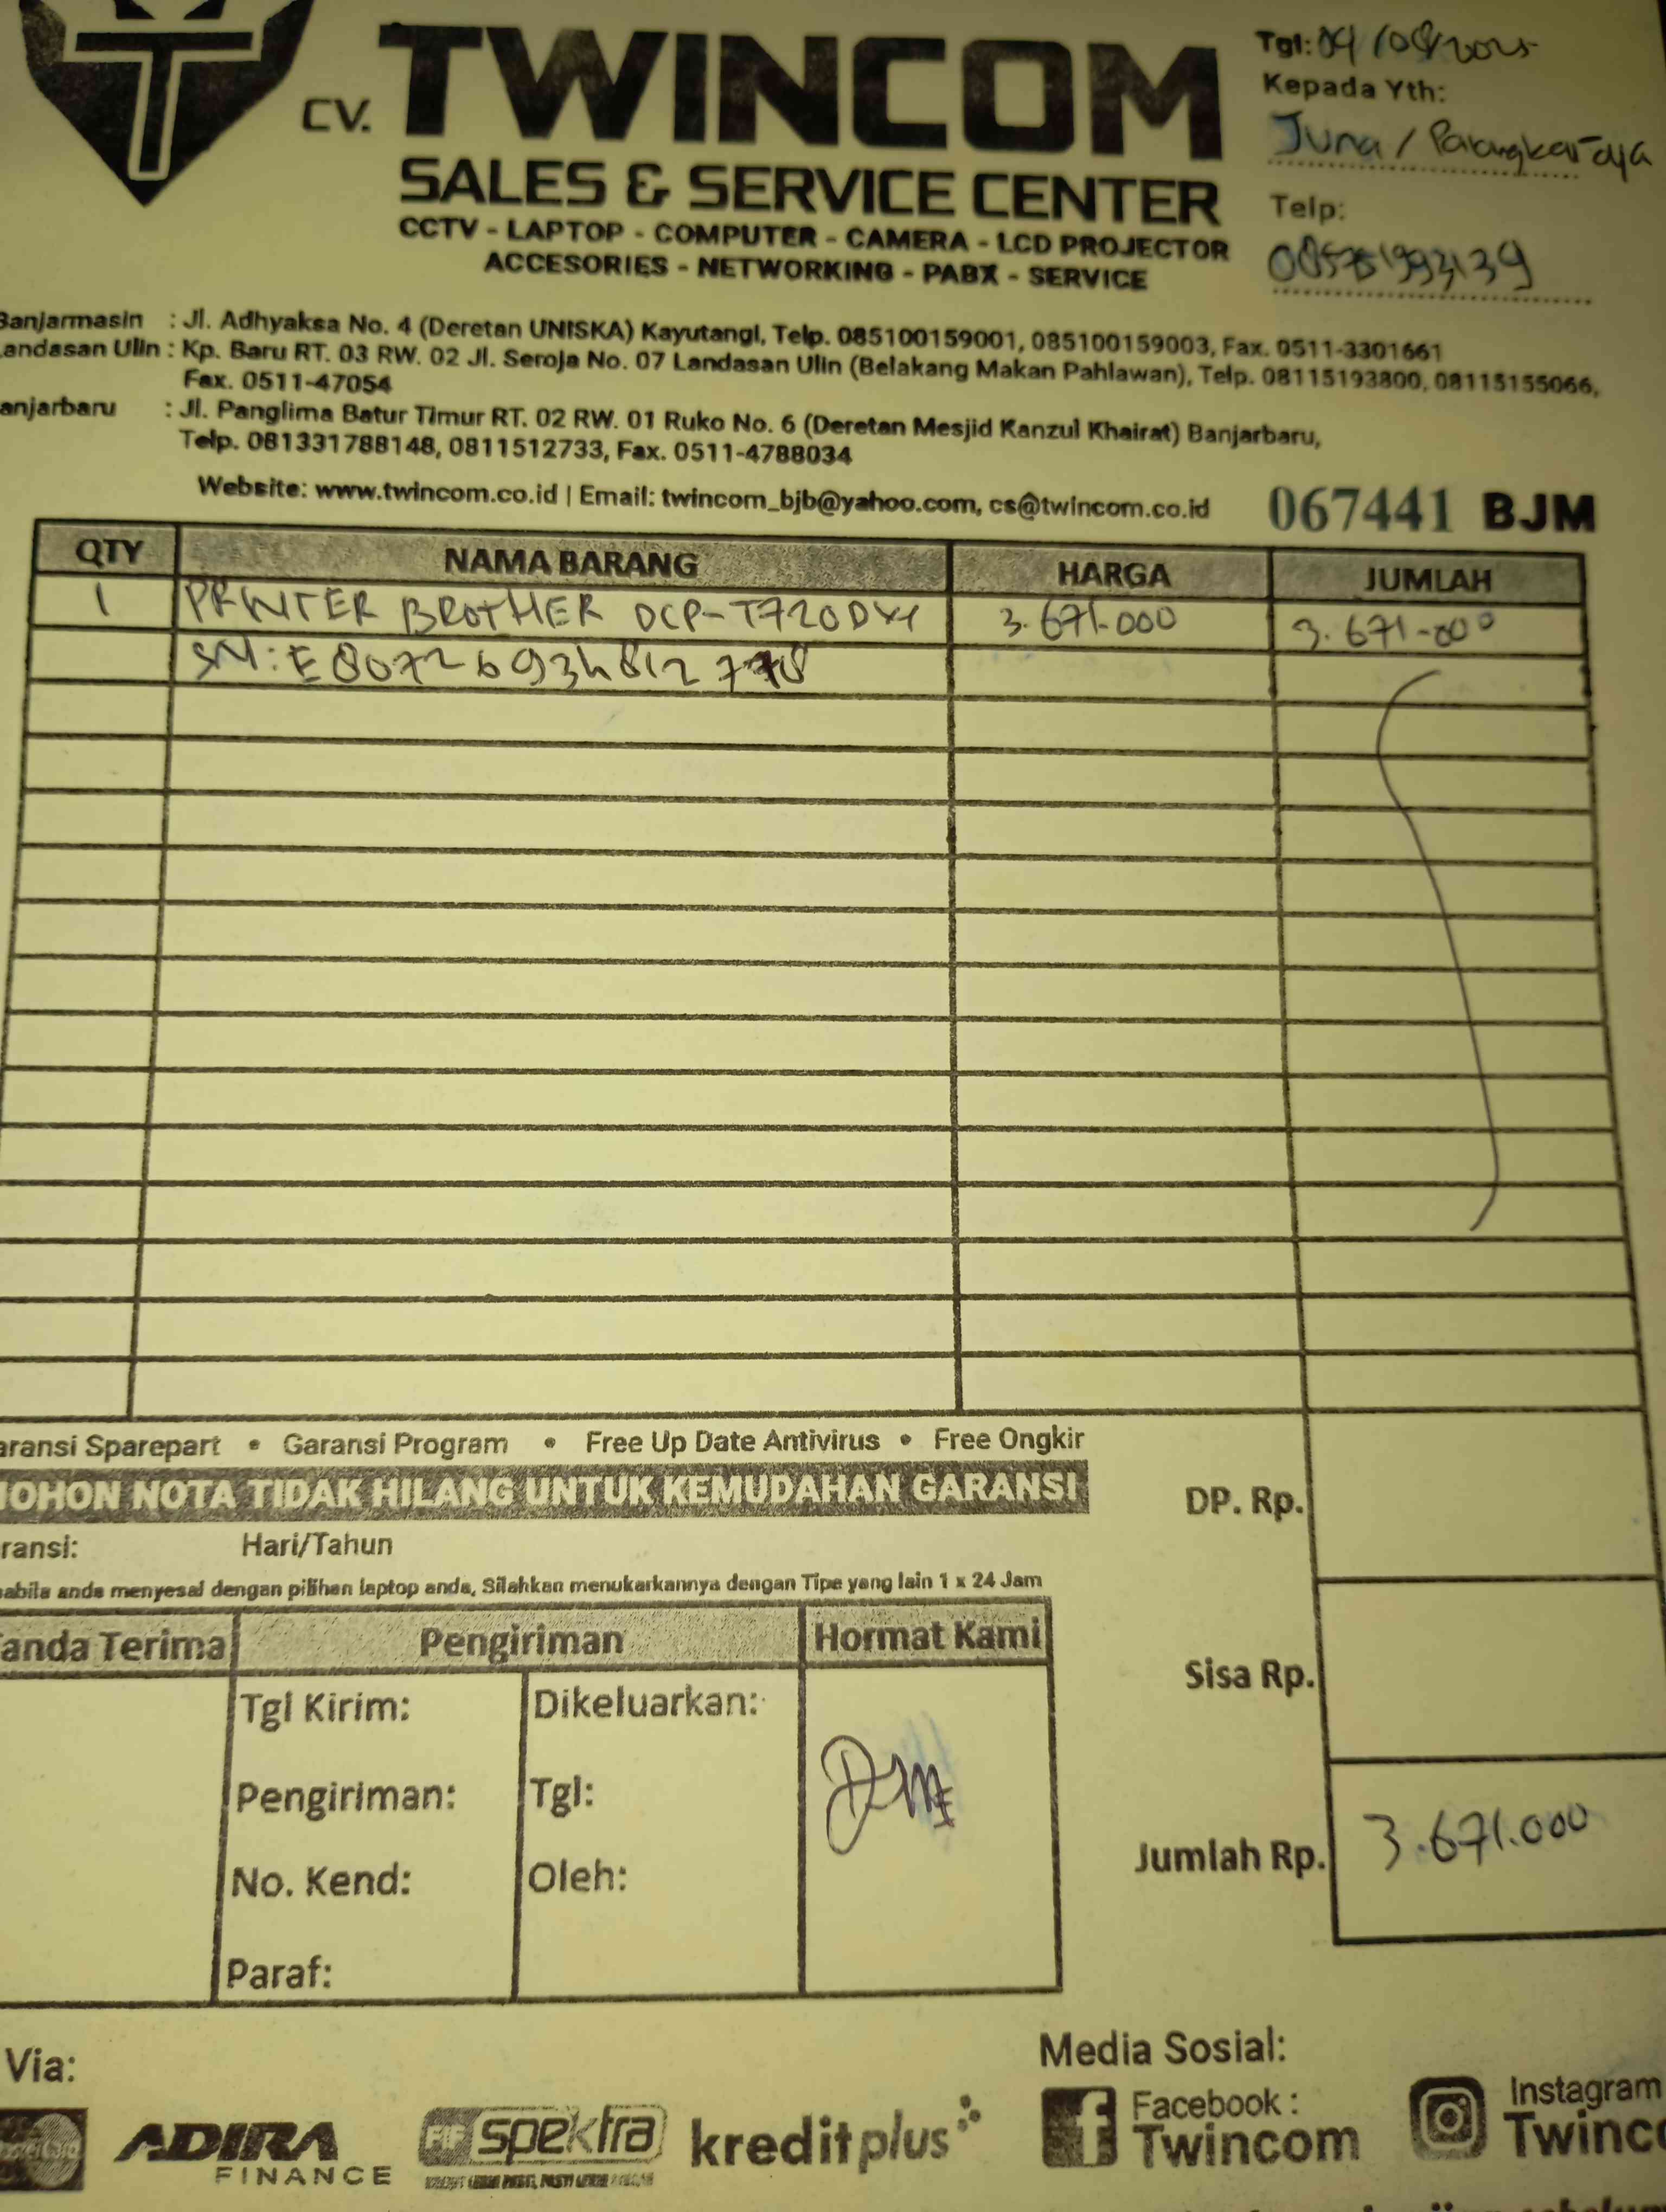 CV. TWINCOM
SALES & SERVICE CENTER
CCTV - LAPTOP - COMPUTER - CAMERA - LCD PROJECTOR
ACCESORIES - NETWORKING - PABX - SERVICE
Tgl: 04/08/2025
Kepada Yth:
Juna / Palangkaraya
Telp:
085751993139
Banjarmasin : Jl. Adhyaksa No. 4 (Deretan UNISKA) Kayutangi, Telp. 085100159001, 085100159003, Fax. 0511-3301661
andasan Ulin : Kp. Baru RT. 03 RW. 02 Jl. Seroja No. 07 Landasan Ulin (Belakang Makan Pahlawan), Telp. 08115193800, 08115155066,
Fax. 0511-47054
anjarbaru : Jl. Panglima Batur Timur RT. 02 RW. 01 Ruko No. 6 (Deretan Mesjid Kanzul Khairat) Banjarbaru,
Telp. 081331788148, 0811512733, Fax. 0511-4788034
Website: www.twincom.co.id | Email: twincom_bjb@yahoo.com, cs@twincom.co.id
067441 BJM
QTY NAMA BARANG HARGA JUMLAH
1 PRINTER BROTHER DCP-T720DW 3.671.000 3.671.000
SN:
aransi Sparepart • Garansi Program • Free Up Date Antivirus • Free Ongkir
MOHON NOTA TIDAK HILANG UNTUK KEMUDAHAN GARANSI
ransi: Hari/Tahun
pabila anda menyesal dengan pilihan laptop anda, Silahkan menukarkannya dengan Tipe yang lain 1 x 24 Jam
DP. Rp.
Sisa Rp.
Jumlah Rp. 3.671.000
Tanda Terima Pengiriman Hormat Kami
Tgl Kirim: Dikeluarkan:
Pengiriman: Tgl:
No. Kend: Oleh:
Paraf:
Via:
ADIRA
FINANCE
FIF spektra
kreditplus
Media Sosial:
Facebook :
Twincom
Instagram
Twinco